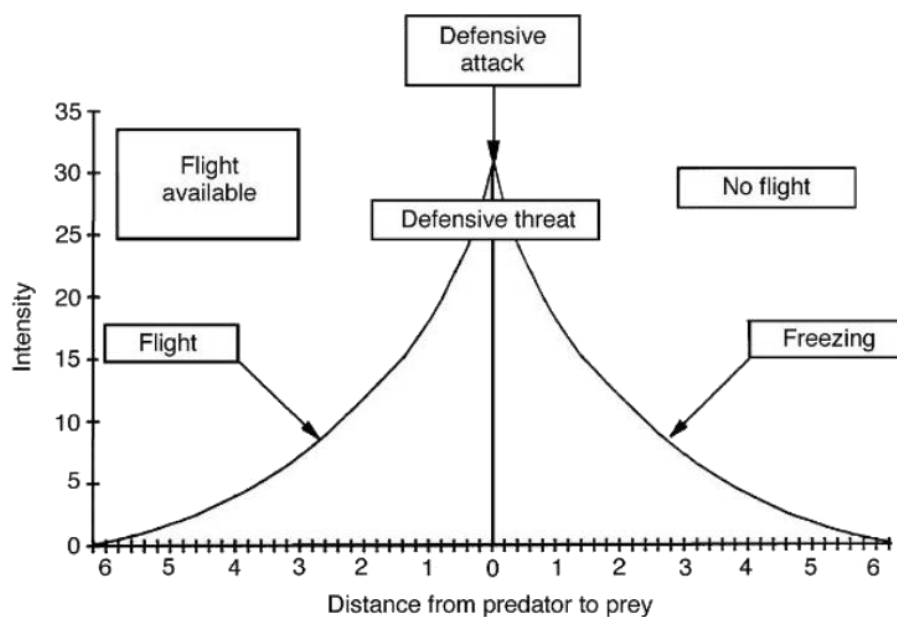 Defensive
attack
35
Flight
available
30
No flight
Defensive threat
25
20
Flight
Freezing
15
10
5
0
Intensity
6 5 4 3 2 1 0 1 2 3 4 5 6
Distance from predator to prey